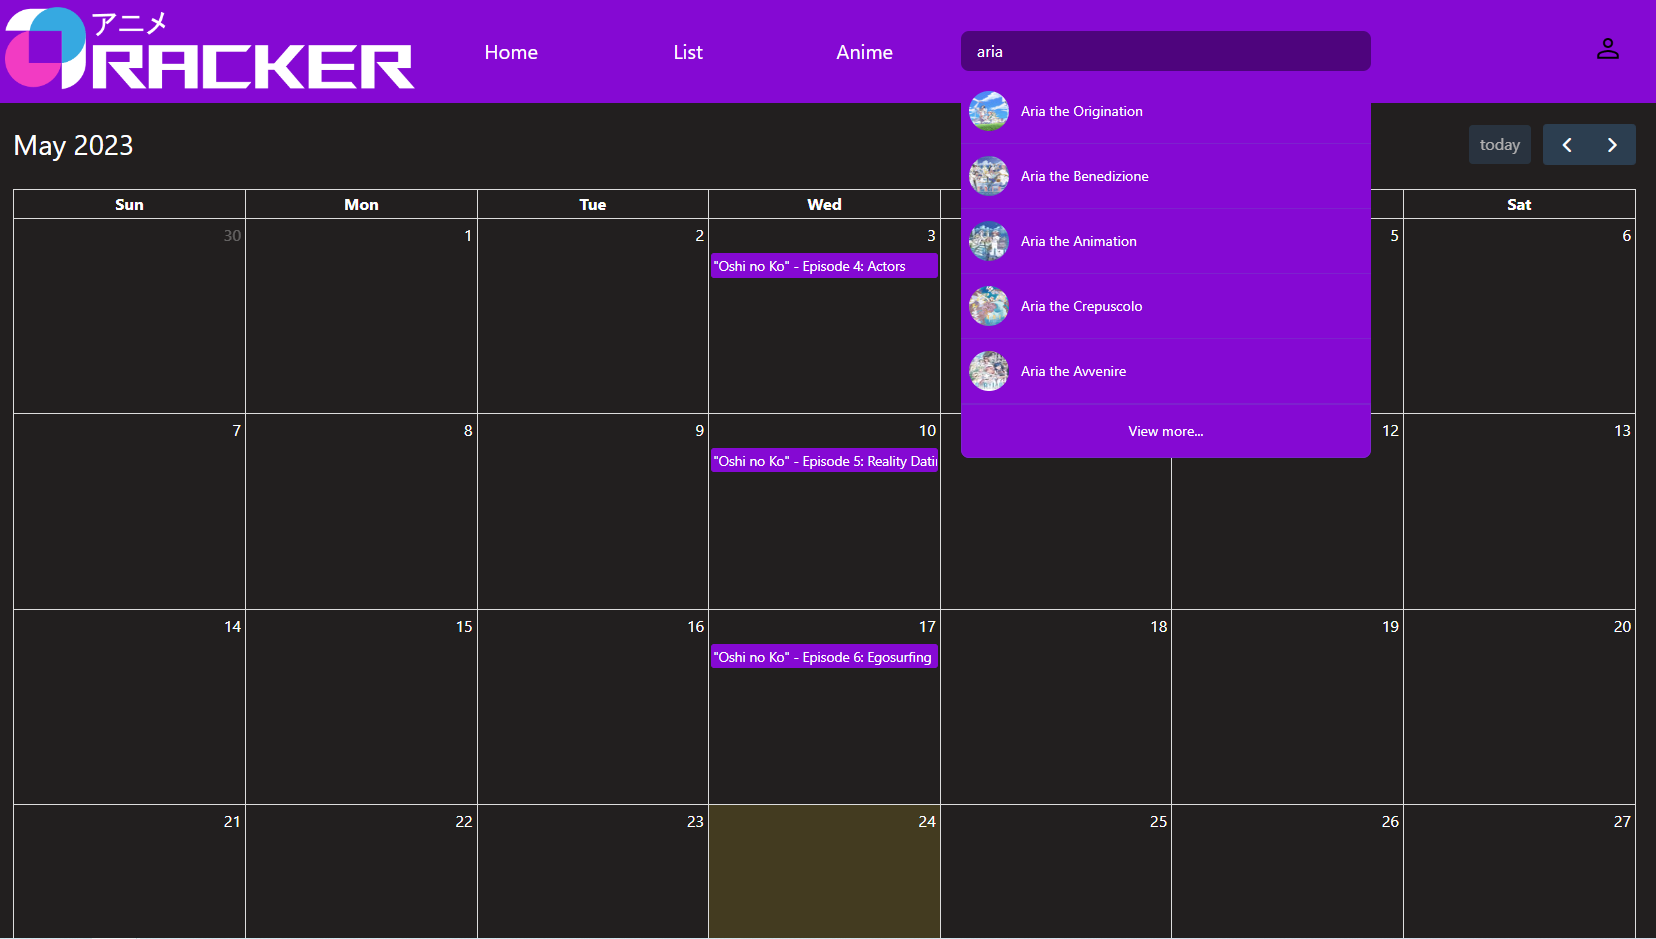 アニメ
TRACKER
Home
List
Anime
aria
Aria the Origination
Aria the Benedizione
Aria the Animation
Aria the Crepuscolo
Aria the Avvenire
View more...
May 2023
today
Sun
Mon
Tue
Wed
Sat
30
1
2
3
5
6
"Oshi no Ko" - Episode 4: Actors
7
8
9
10
12
13
"Oshi no Ko" - Episode 5: Reality Dati
14
15
16
17
18
19
20
"Oshi no Ko" - Episode 6: Egosurfing
21
22
23
24
25
26
27